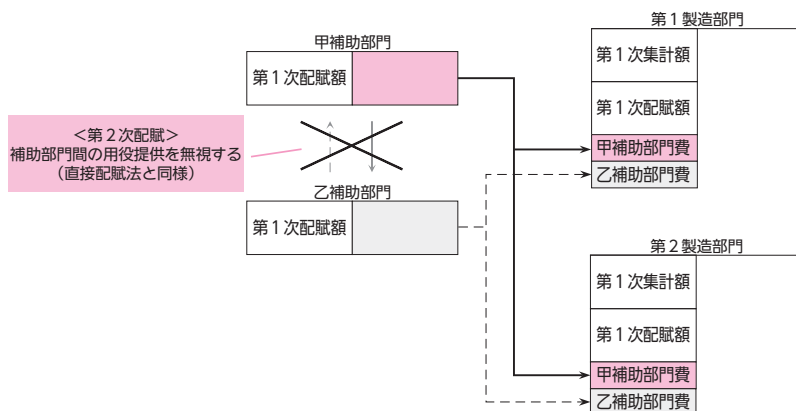 甲補助部門
第1次配賦額
<第2次配賦>
補助部門間の用役提供を無視する
(直接配賦法と同様)
乙補助部門
第1次配賦額
第1製造部門
第1次集計額
第1次配賦額
甲補助部門費
乙補助部門費
第2製造部門
第1次集計額
第1次配賦額
甲補助部門費
乙補助部門費